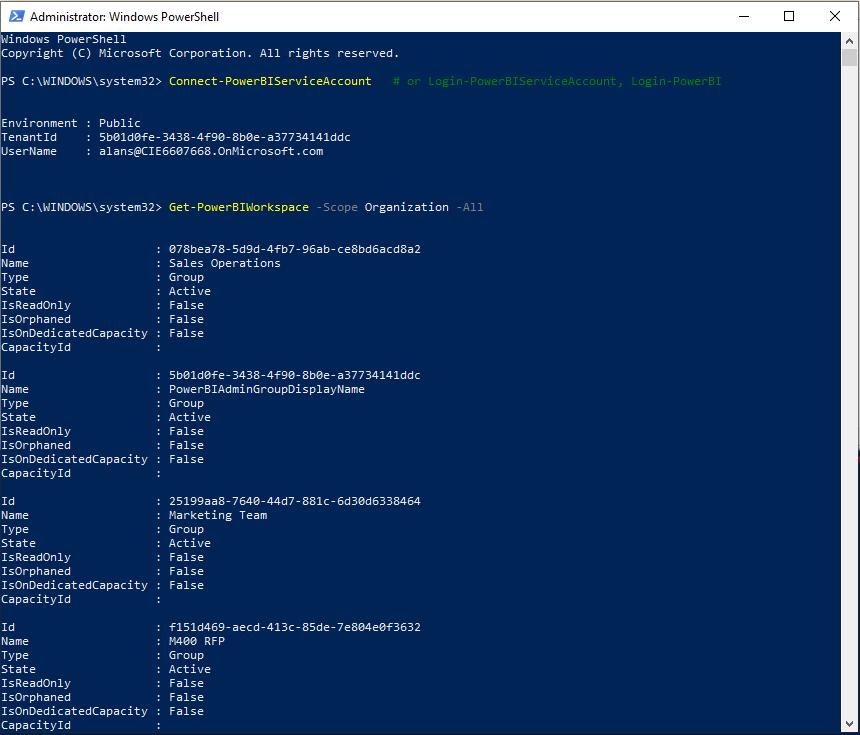 Administrator: Windows PowerShell
Windows PowerShell
Copyright (C) Microsoft Corporation. All rights reserved.
PS C:\WINDOWS\system32> Connect-PowerBIServiceAccount   # or Login-PowerBIServiceAccount, Login-PowerBI
Environment : Public
TenantId    : 5b01d0fe-3438-4f90-8b0e-a37734141ddc
UserName    : alans@CIE6607668.OnMicrosoft.com
PS C:\WINDOWS\system32> Get-PowerBIWorkspace -Scope Organization -All
Id                    : 078bea78-5d9d-4fb7-96ab-ce8bd6acd8a2
Name                  : Sales Operations
Type                  : Group
State                 : Active
IsReadOnly            : False
IsOrphaned            : False
IsOnDedicatedCapacity : False
CapacityId            :
Id                    : 5b01d0fe-3438-4f90-8b0e-a37734141ddc
Name                  : PowerBIAdminGroupDisplayName
Type                  : Group
State                 : Active
IsReadOnly            : False
IsOrphaned            : False
IsOnDedicatedCapacity : False
CapacityId            :
Id                    : 25199aa8-7640-44d7-881c-6d30d6338464
Name                  : Marketing Team
Type                  : Group
State                 : Active
IsReadOnly            : False
IsOrphaned            : False
IsOnDedicatedCapacity : False
CapacityId            :
Id                    : f151d469-aecd-413c-85de-7e804e0f3632
Name                  : M400 RFP
Type                  : Group
State                 : Active
IsReadOnly            : False
IsOrphaned            : False
IsOnDedicatedCapacity : False
CapacityId            :